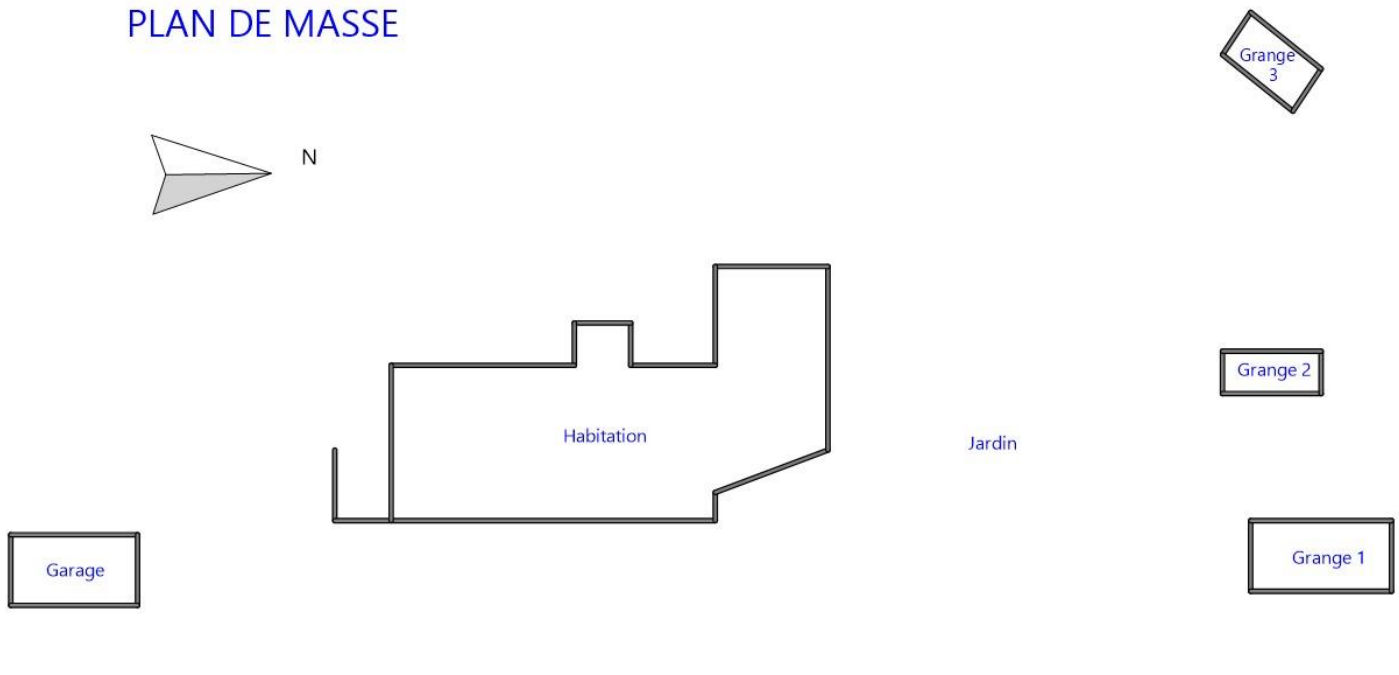 PLAN DE MASSE
Grange
3
N
Grange 2
Habitation
Jardin
Grange 1
Garage